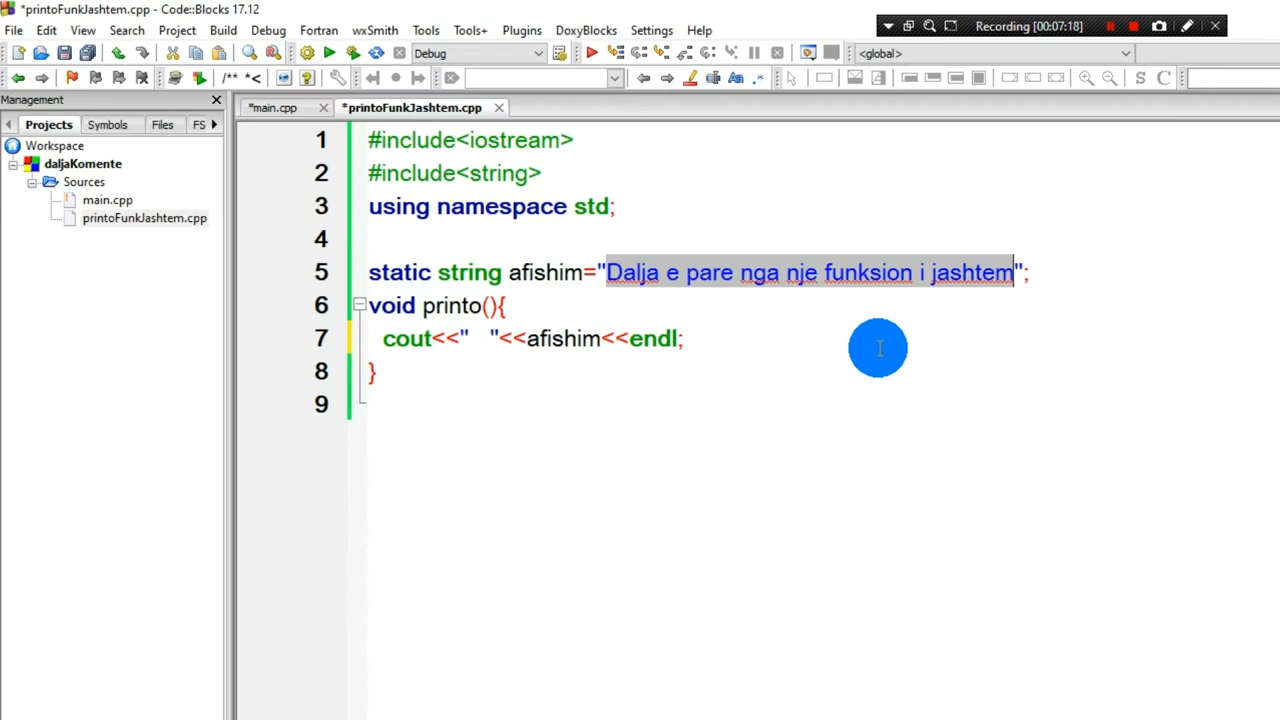 *printoFunkJashtem.cpp - Code::Blocks 17.12
File Edit View Search Project Build Debug Fortran wxSmith Tools Tools+ Plugins DoxyBlocks Settings Help
Recording [00:07:18]
Debug
<global>
/** *<
Aa .*
S C
Management
*main.cpp
*printoFunkJashtem.cpp
Projects Symbols Files FS
Workspace
daljaKomente
Sources
main.cpp
printoFunkJashtem.cpp
1 #include<iostream>
2 #include<string>
3 using namespace std;
4
5 static string afishim="Dalja e pare nga nje funksion i jashtem";
6 void printo(){
7 cout<<"   "<<afishim<<endl;
8 }
9